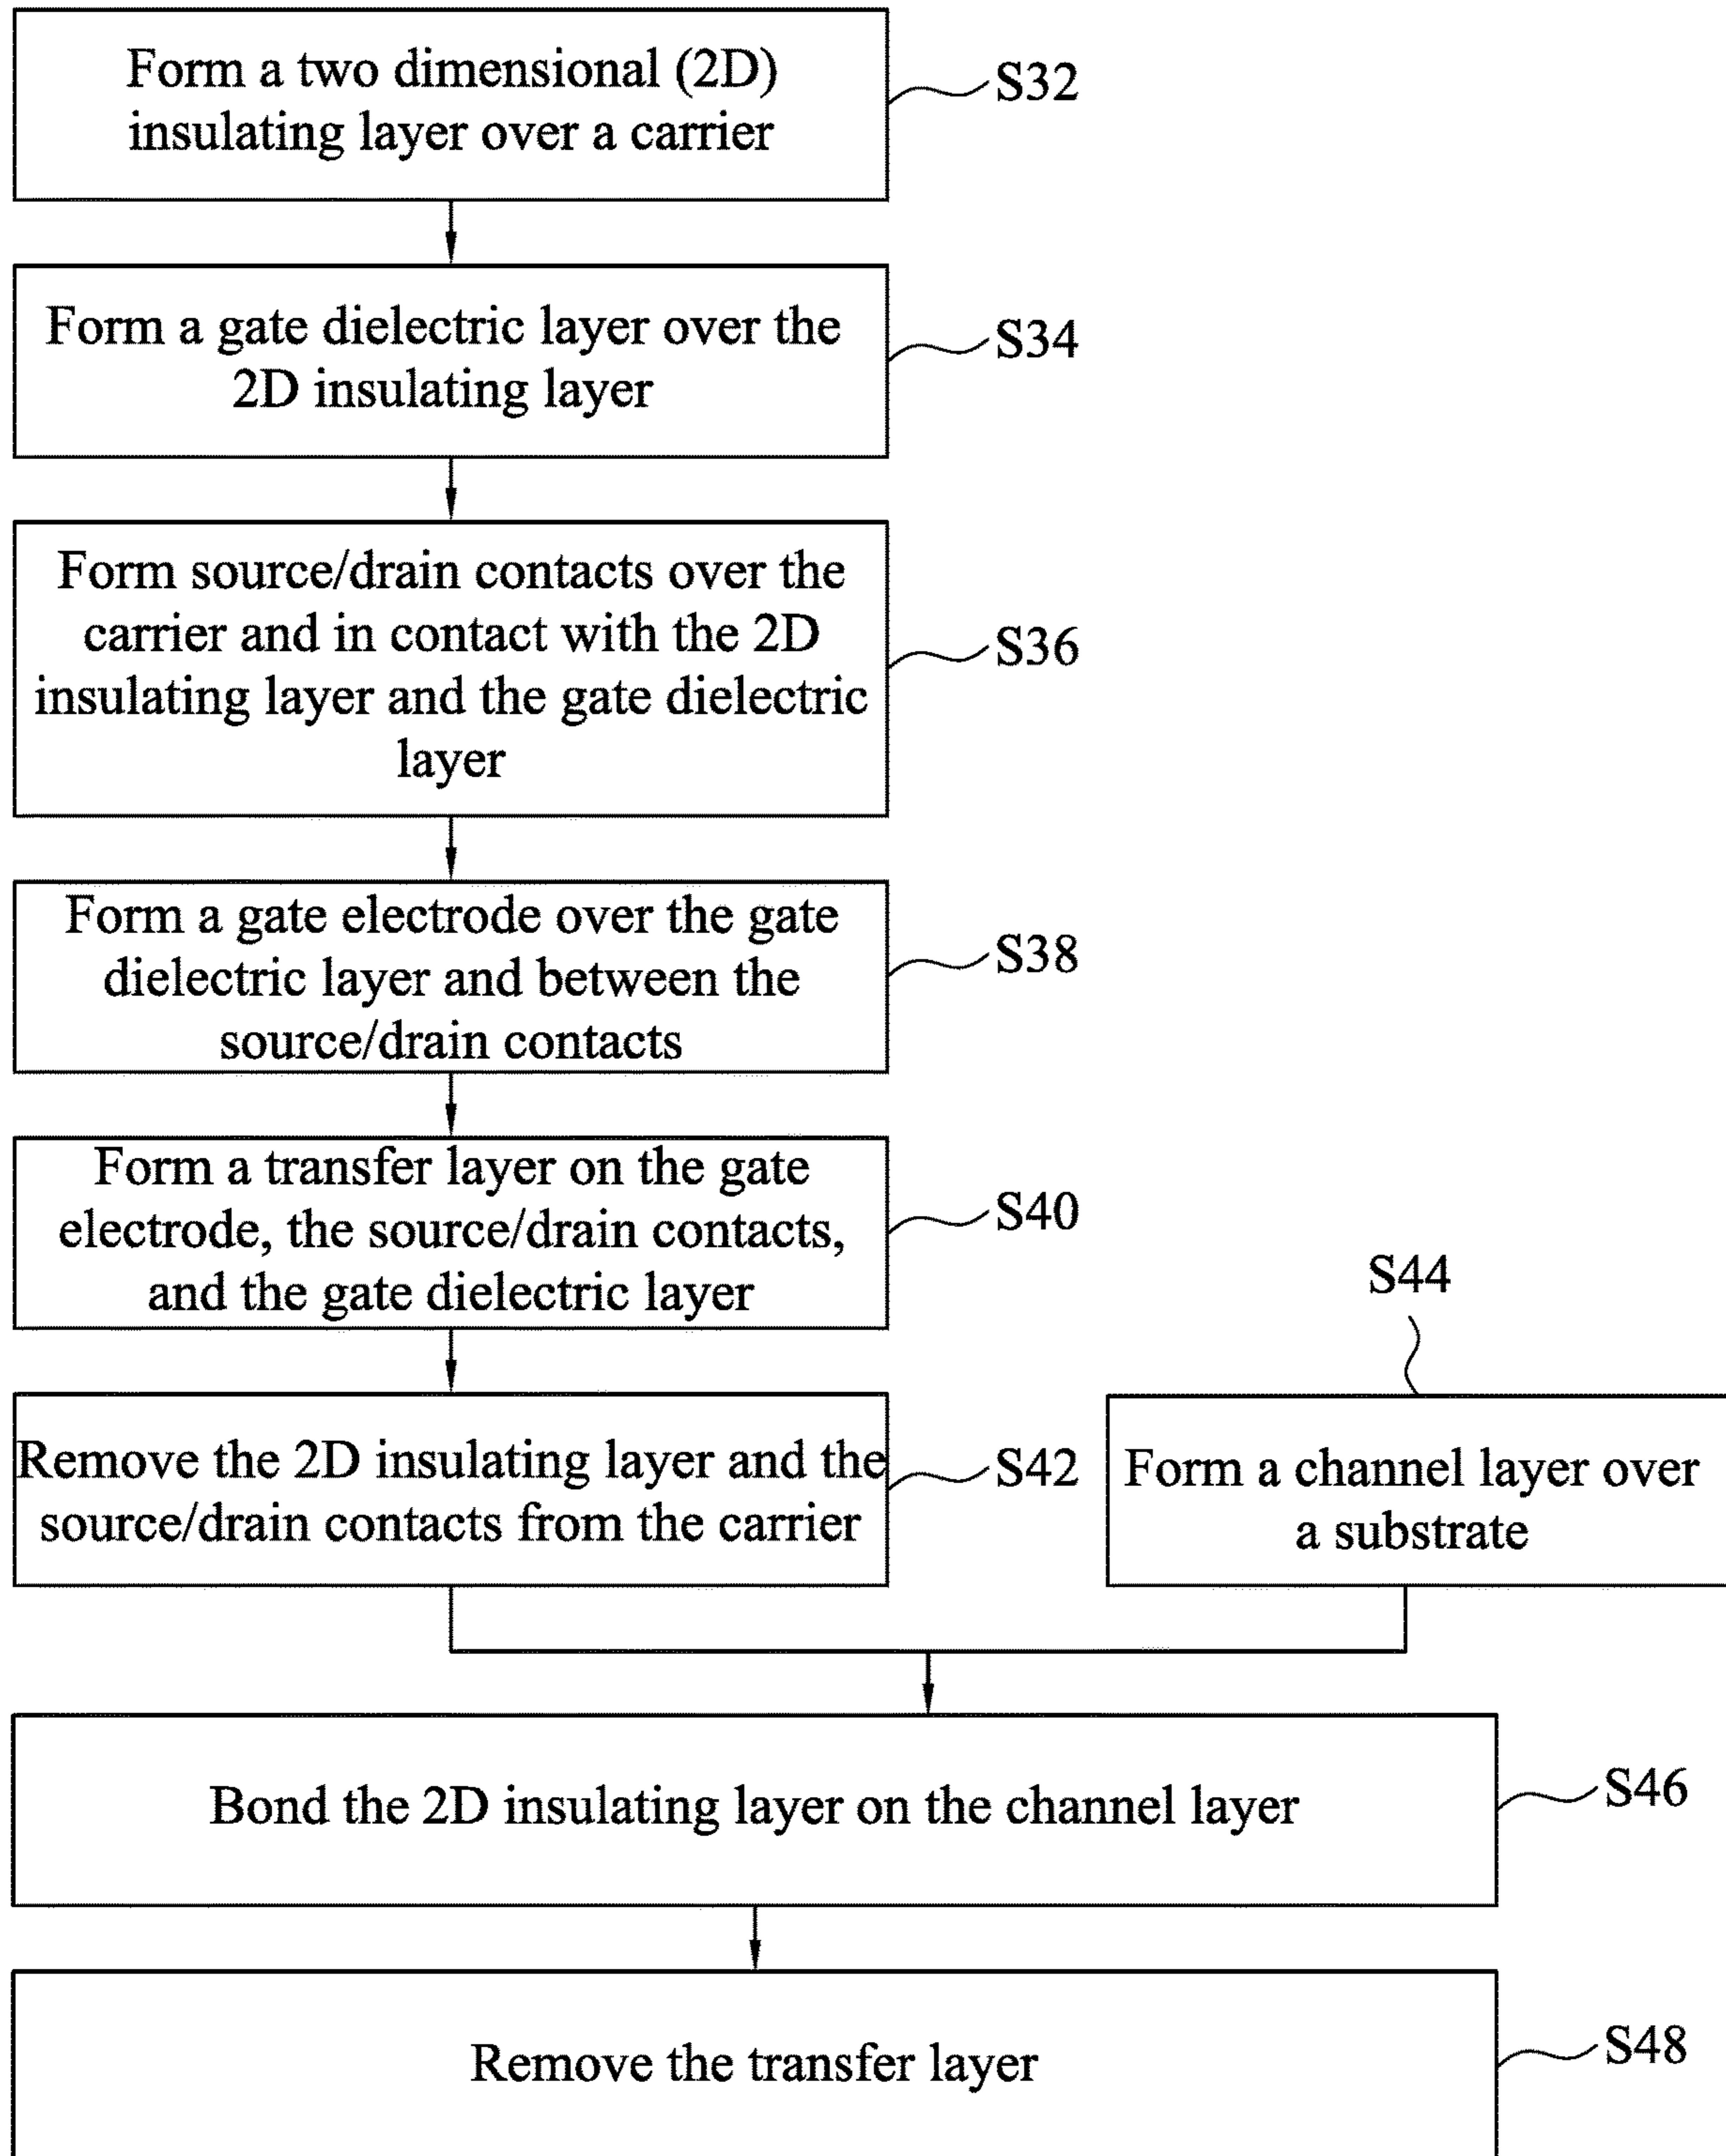 Form a two dimensional (2D)
insulating layer over a carrier
S32
Form a gate dielectric layer over the
2D insulating layer
S34
Form source/drain contacts over the
carrier and in contact with the 2D
insulating layer and the gate dielectric
layer
S36
Form a gate electrode over the gate
dielectric layer and between the
source/drain contacts
S38
Form a transfer layer on the gate
electrode, the source/drain contacts,
and the gate dielectric layer
S40
Remove the 2D insulating layer and the
source/drain contacts from the carrier
S42
S44
Form a channel layer over
a substrate
Bond the 2D insulating layer on the channel layer
S46
Remove the transfer layer
S48